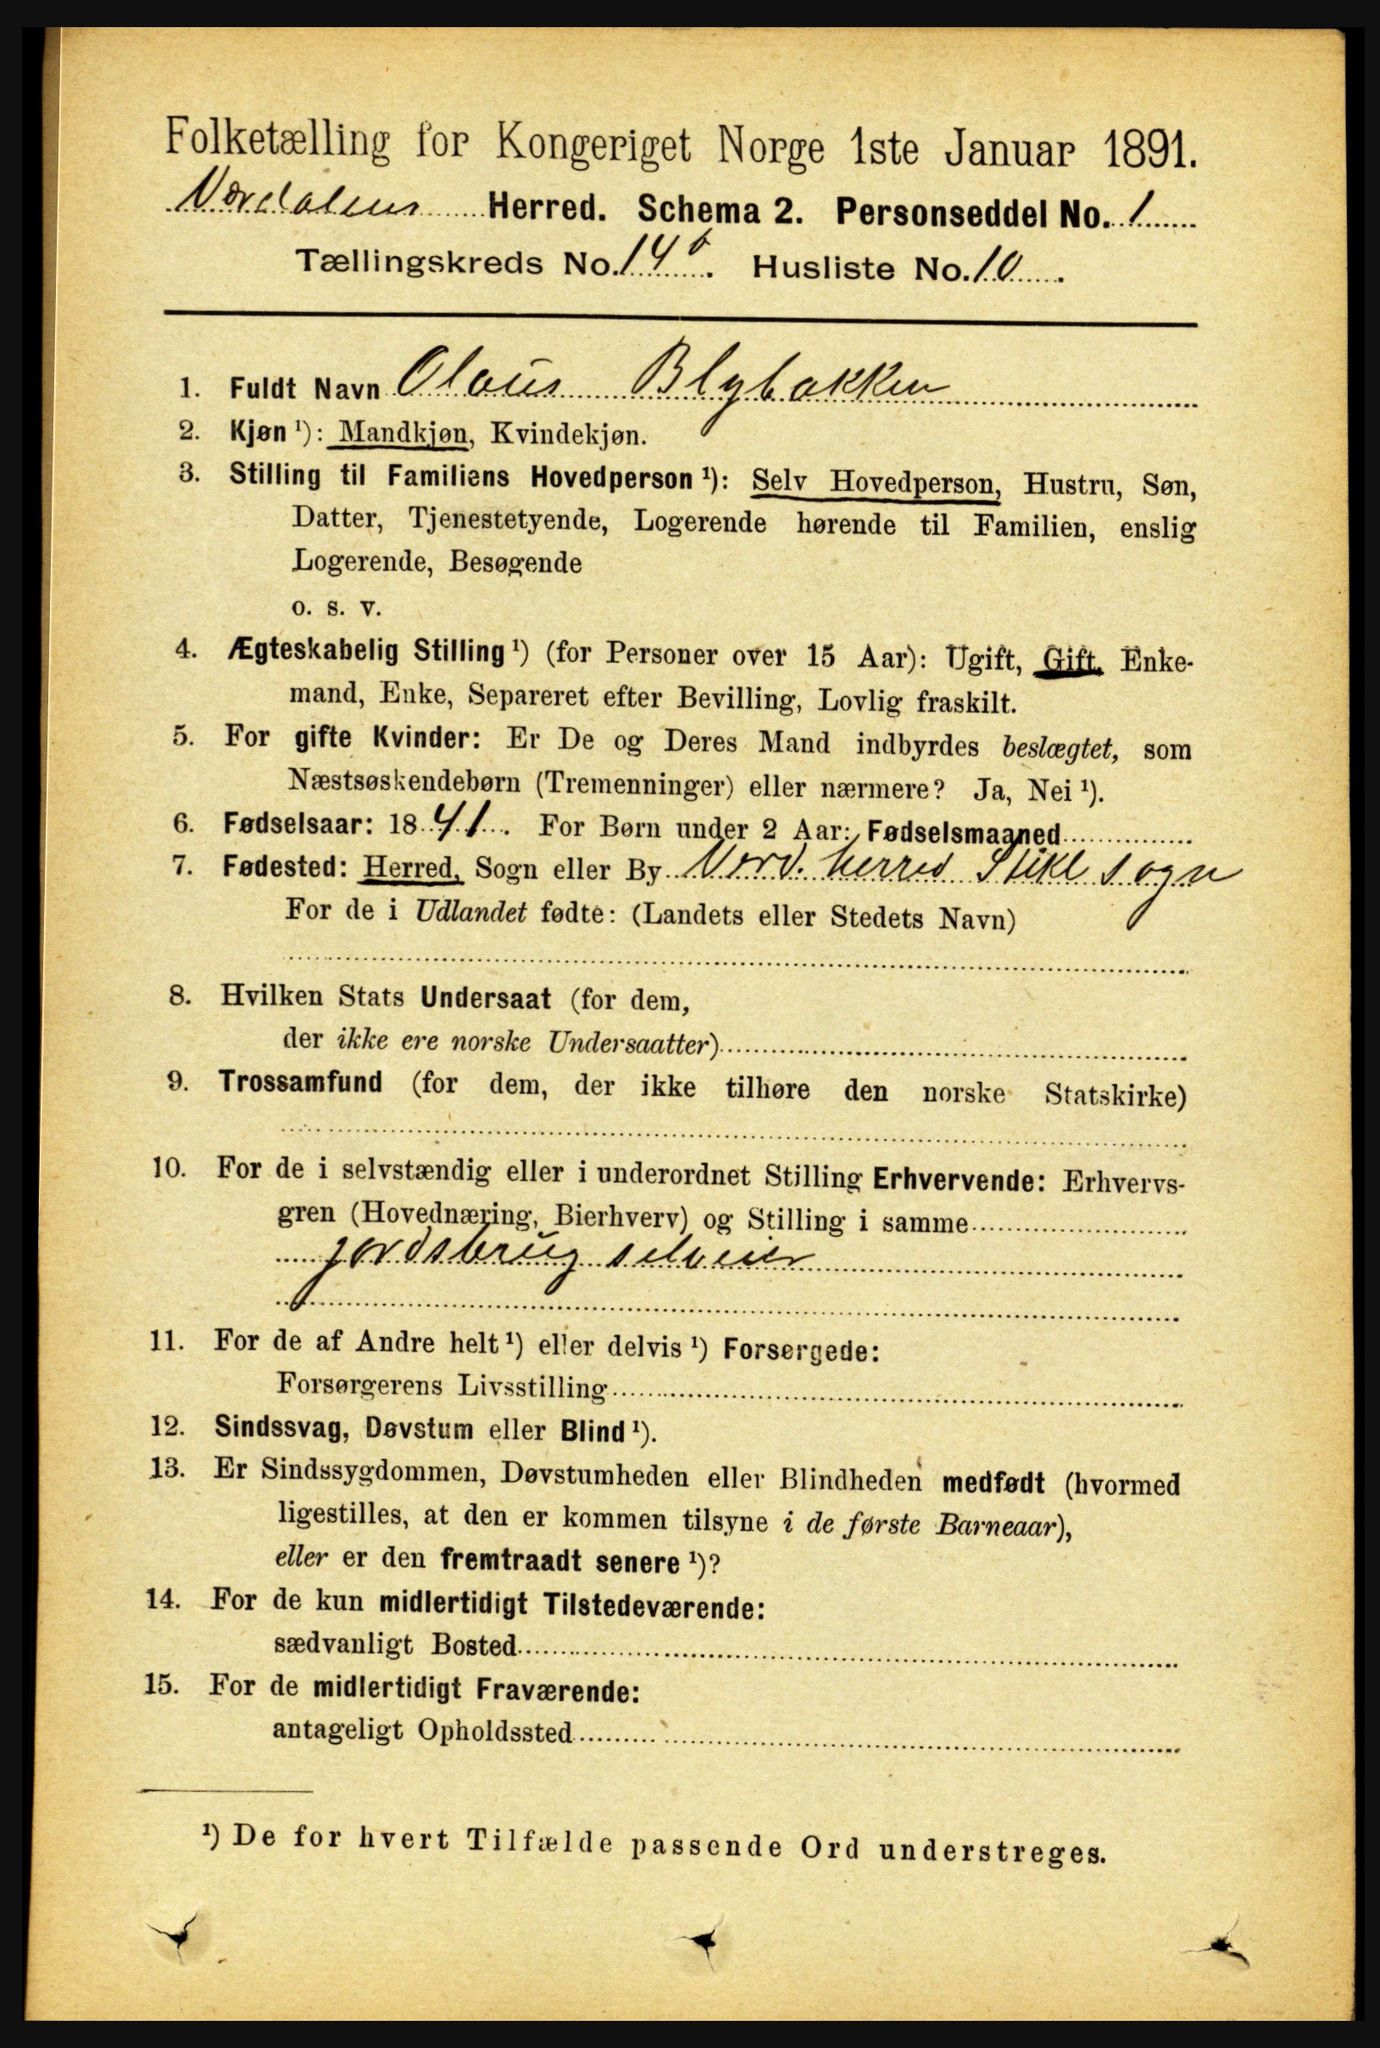 Folketælling for Kongeriget Norge 1ste Januar 1891.
Værdalens Herred. Schema 2. Personseddel No. 1
Tællingskreds No. 14 b. Husliste No. 10.
1. Fuldt Navn Olaus Blybakken
2. Kjøn ¹): Mandkjøn, Kvindekjøn.
3. Stilling til Familiens Hovedperson ¹): Selv Hovedperson, Hustru, Søn,
Datter, Tjenestetyende, Logerende hørende til Familien, enslig
Logerende, Besøgende
o. s. v.
4. Ægteskabelig Stilling ¹) (for Personer over 15 Aar): Ugift, Gift, Enke-
mand, Enke, Separeret efter Bevilling, Lovlig fraskilt.
5. For gifte Kvinder: Er De og Deres Mand indbyrdes beslægtet, som
Næstsøskendebørn (Tremenninger) eller nærmere? Ja, Nei ¹).
6. Fødselsaar: 1841. For Børn under 2 Aar: Fødselsmaaned
7. Fødested: Herred, Sogn eller By Værd. herred Stikl sogn
For de i Udlandet fødte: (Landets eller Stedets Navn)
8. Hvilken Stats Undersaat (for dem,
der ikke ere norske Undersaatter)
9. Trossamfund (for dem, der ikke tilhøre den norske Statskirke)
10. For de i selvstændig eller i underordnet Stilling Erhvervende: Erhvervs-
gren (Hovednæring, Bierhverv) og Stilling i samme
jordsbrug selveier
11. For de af Andre helt ¹) eller delvis ¹) Forsørgede:
Forsørgerens Livsstilling
12. Sindssvag, Døvstum eller Blind ¹).
13. Er Sindssygdommen, Døvstumheden eller Blindheden medfødt (hvormed
ligestilles, at den er kommen tilsyne i de første Barneaar),
eller er den fremtraadt senere ¹)?
14. For de kun midlertidigt Tilstedeværende:
sædvanligt Bosted
15. For de midlertidigt Fraværende:
antageligt Opholdssted
¹) De for hvert Tilfælde passende Ord understreges.